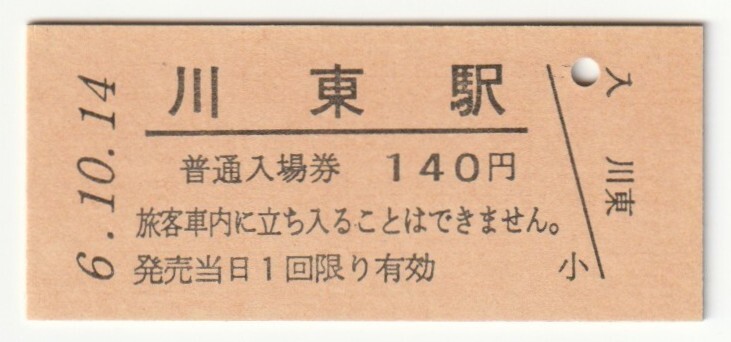 6.10.14
川東駅
普通入場券 140円
旅客車内に立ち入ることはできません。
発売当日1回限り有効
小
入 川東